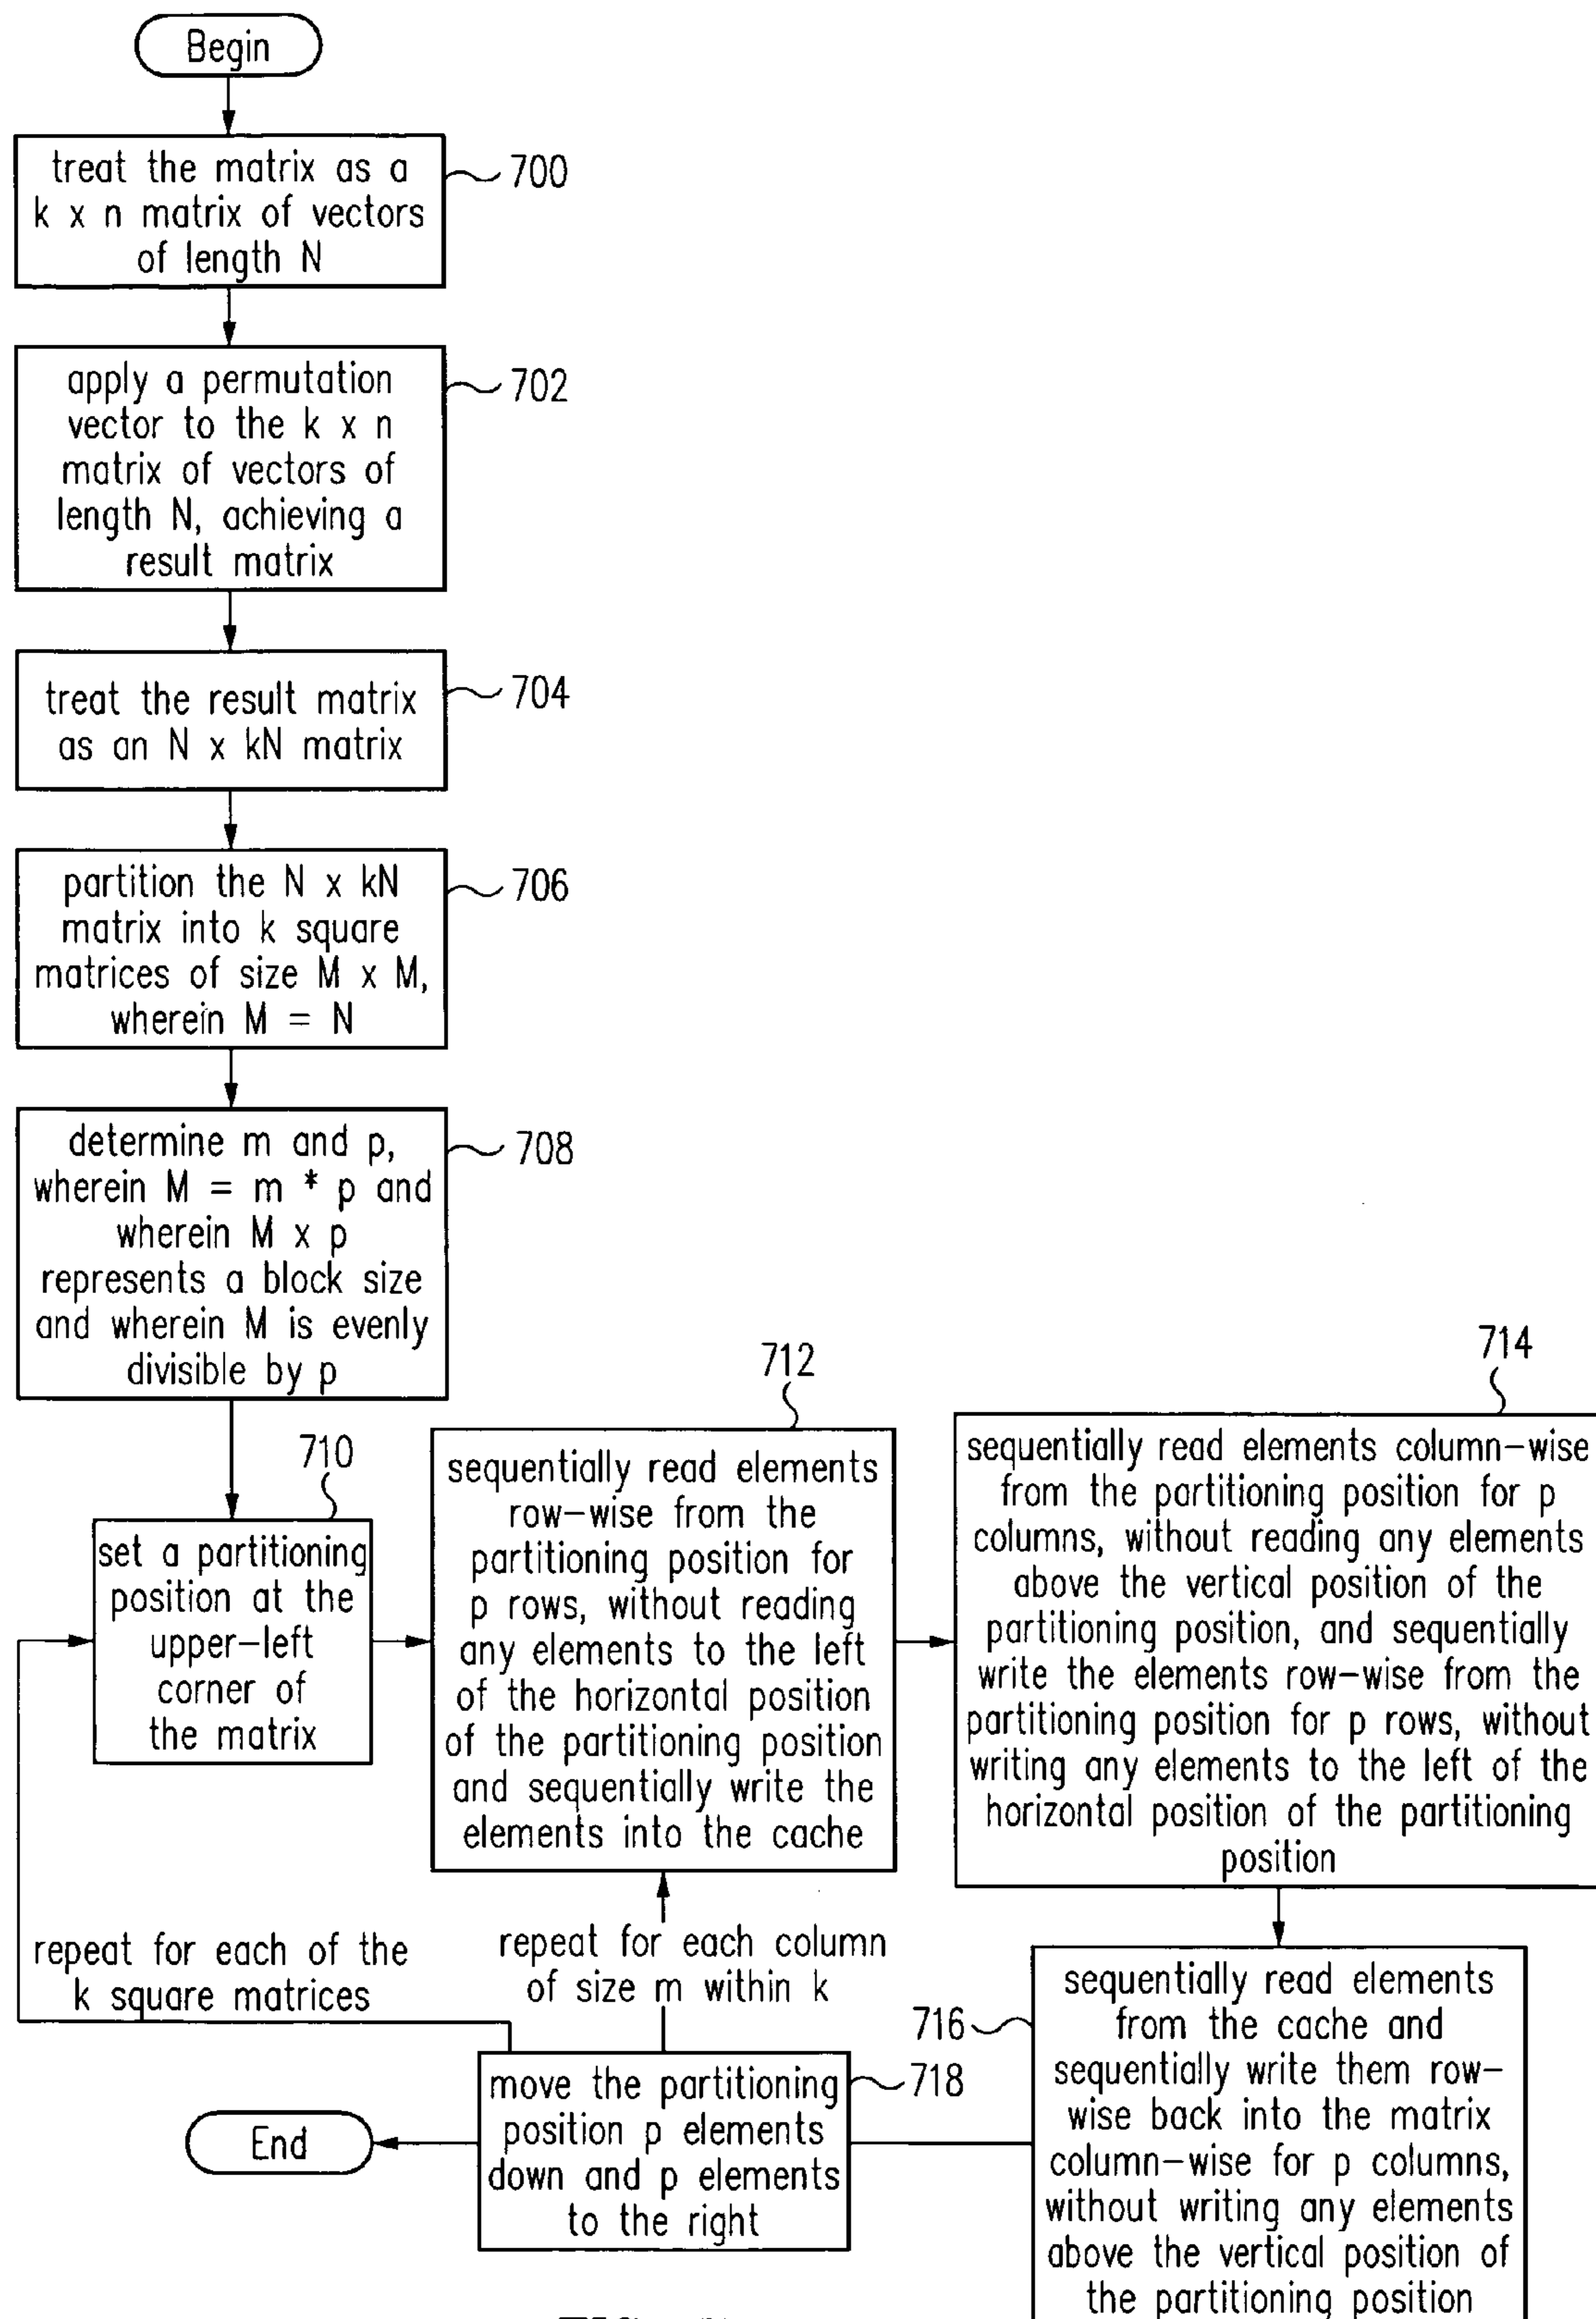 Begin
treat the matrix as a
k x n matrix of vectors
of length N
700
apply a permutation
vector to the k x n
matrix of vectors of
length N, achieving a
result matrix
702
treat the result matrix
as an N x kN matrix
704
partition the N x kN
matrix into k square
matrices of size M x M,
wherein M = N
706
determine m and p,
wherein M = m * p and
wherein M x p
represents a block size
and wherein M is evenly
divisible by p
708
710
set a partitioning
position at the
upper-left
corner of
the matrix
712
sequentially read elements
row-wise from the
partitioning position for
p rows, without reading
any elements to the left
of the horizontal position
of the partitioning position
and sequentially write the
elements into the cache
714
sequentially read elements column-wise
from the partitioning position for p
columns, without reading any elements
above the vertical position of the
partitioning position, and sequentially
write the elements row-wise from the
partitioning position for p rows, without
writing any elements to the left of the
horizontal position of the partitioning
position
repeat for each of the
k square matrices
repeat for each column
of size m within k
716
sequentially read elements
from the cache and
sequentially write them row-
wise back into the matrix
column-wise for p columns,
without writing any elements
above the vertical position of
the partitioning position
718
move the partitioning
position p elements
down and p elements
to the right
End